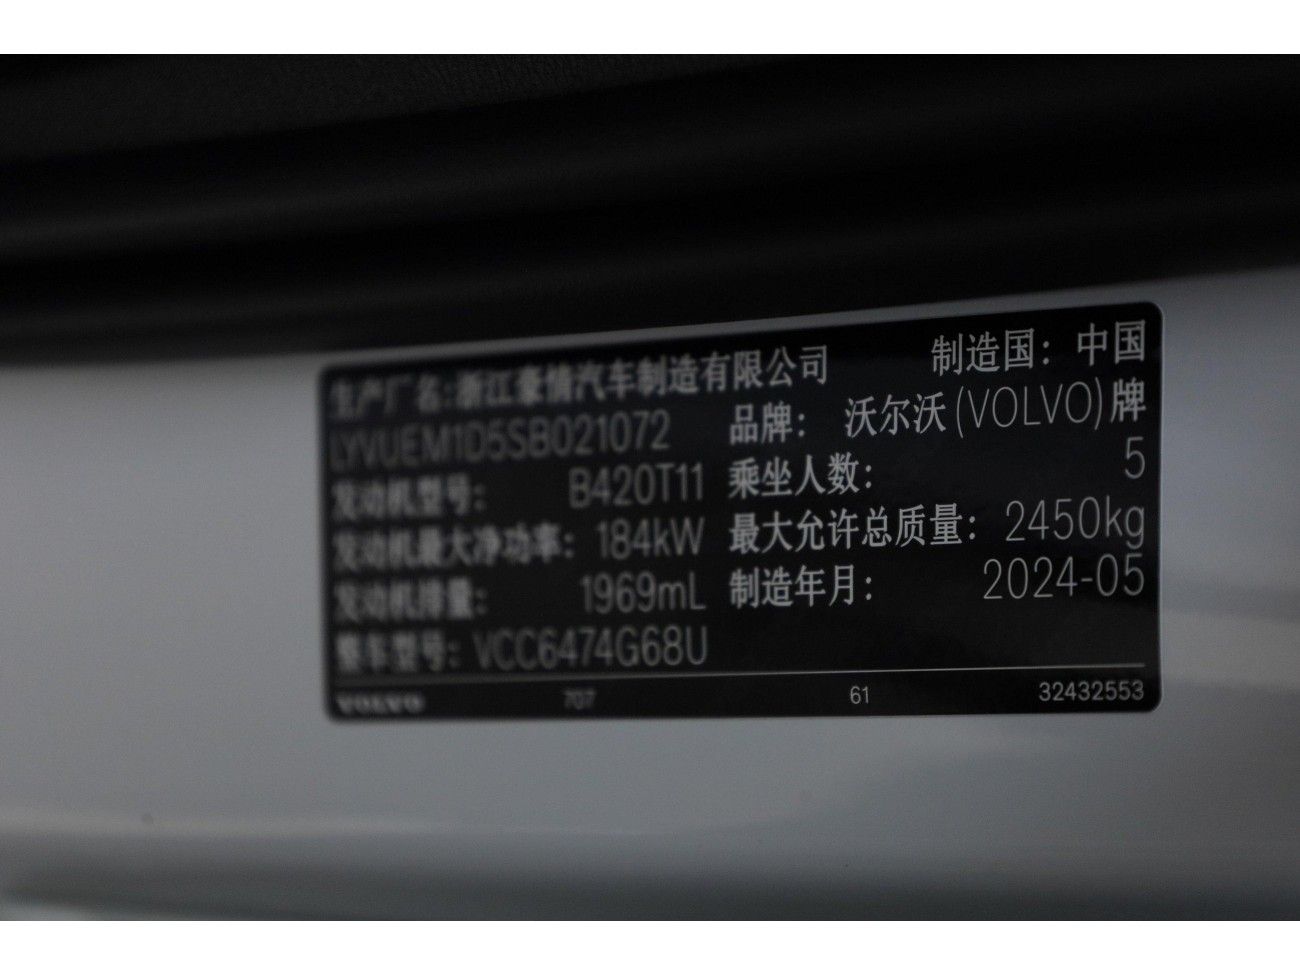 生产厂名：浙江豪情汽车制造有限公司 制造国：中国
LYVUEM1D5SB021072 品牌：沃尔沃(VOLVO)牌
发动机型号：B420T11 乘坐人数：5
发动机最大净功率：184kW 最大允许总质量：2450kg
发动机排量：1969mL 制造年月：2024-05
整车型号：VCC6474G68U
VOLVO 707 61 32432553